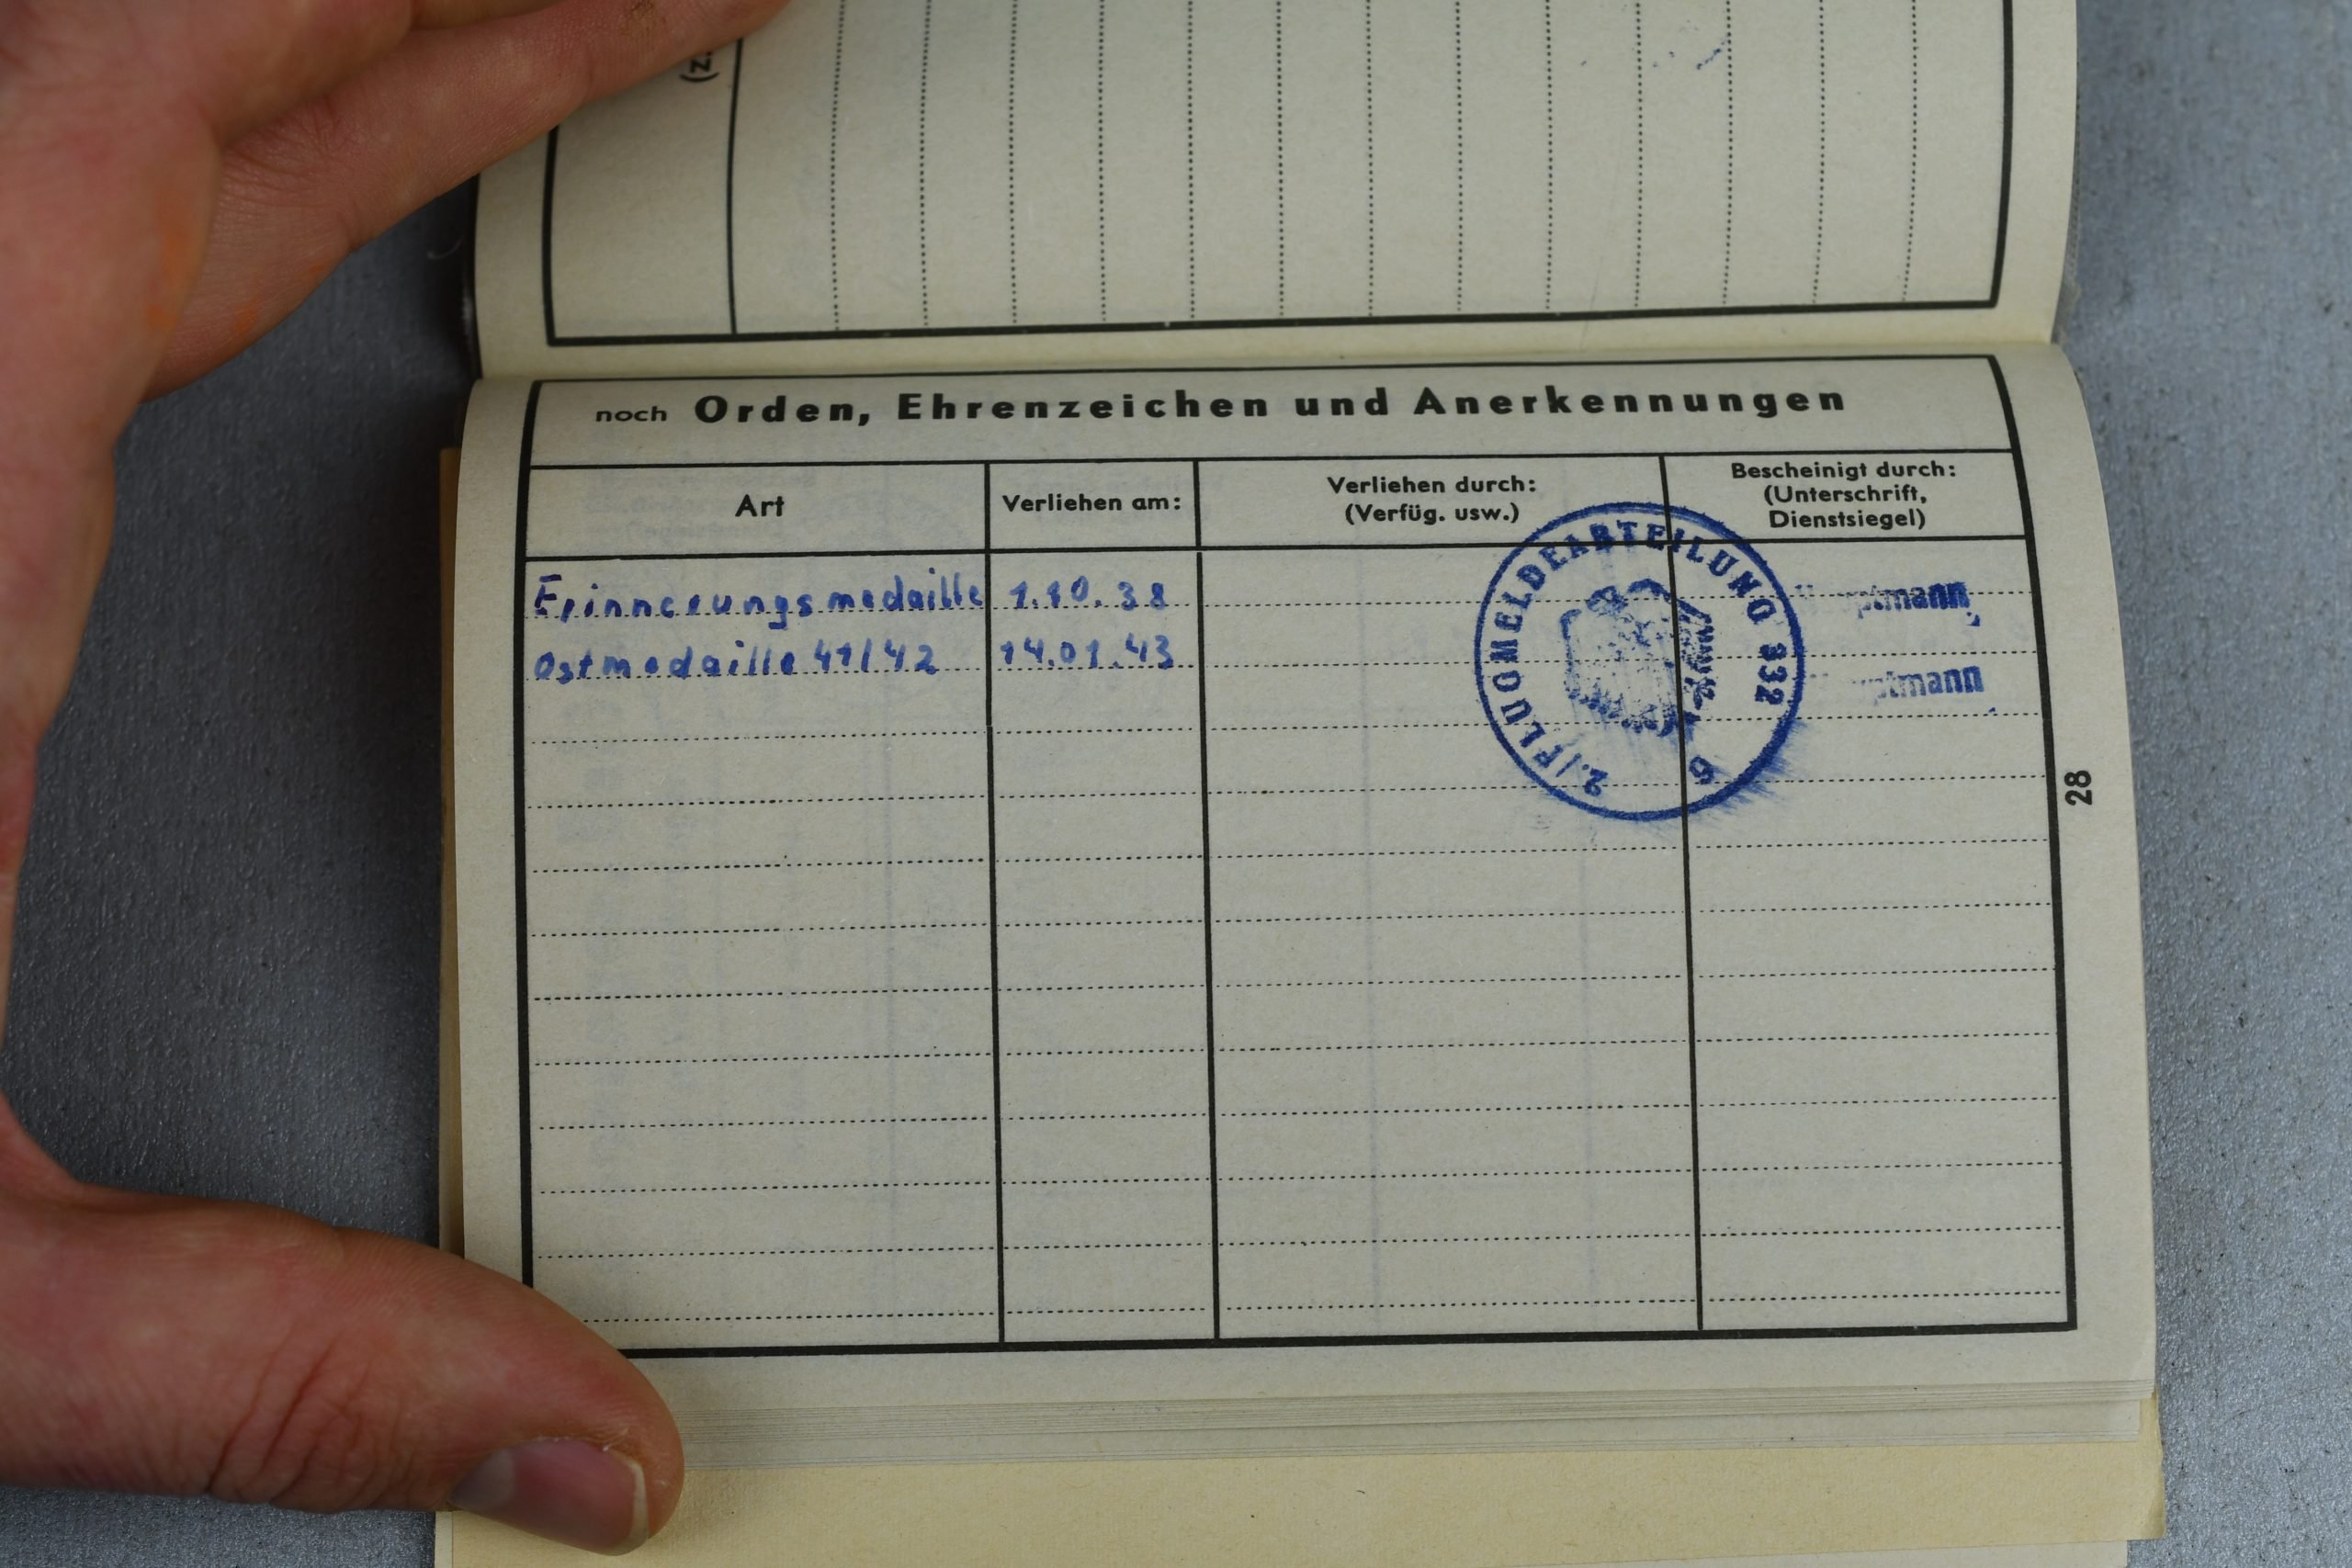 (z.
noch Orden, Ehrenzeichen und Anerkennungen
Art
Verliehen am:
Verliehen durch:
(Verfüg. usw.)
Bescheinigt durch:
(Unterschrift,
Dienstsiegel)
Erinnerungsmedaille 1.10.38
Ostmedaille 41/42 14.01.43
2./FLUGMELDEABTEILUNG 332
28